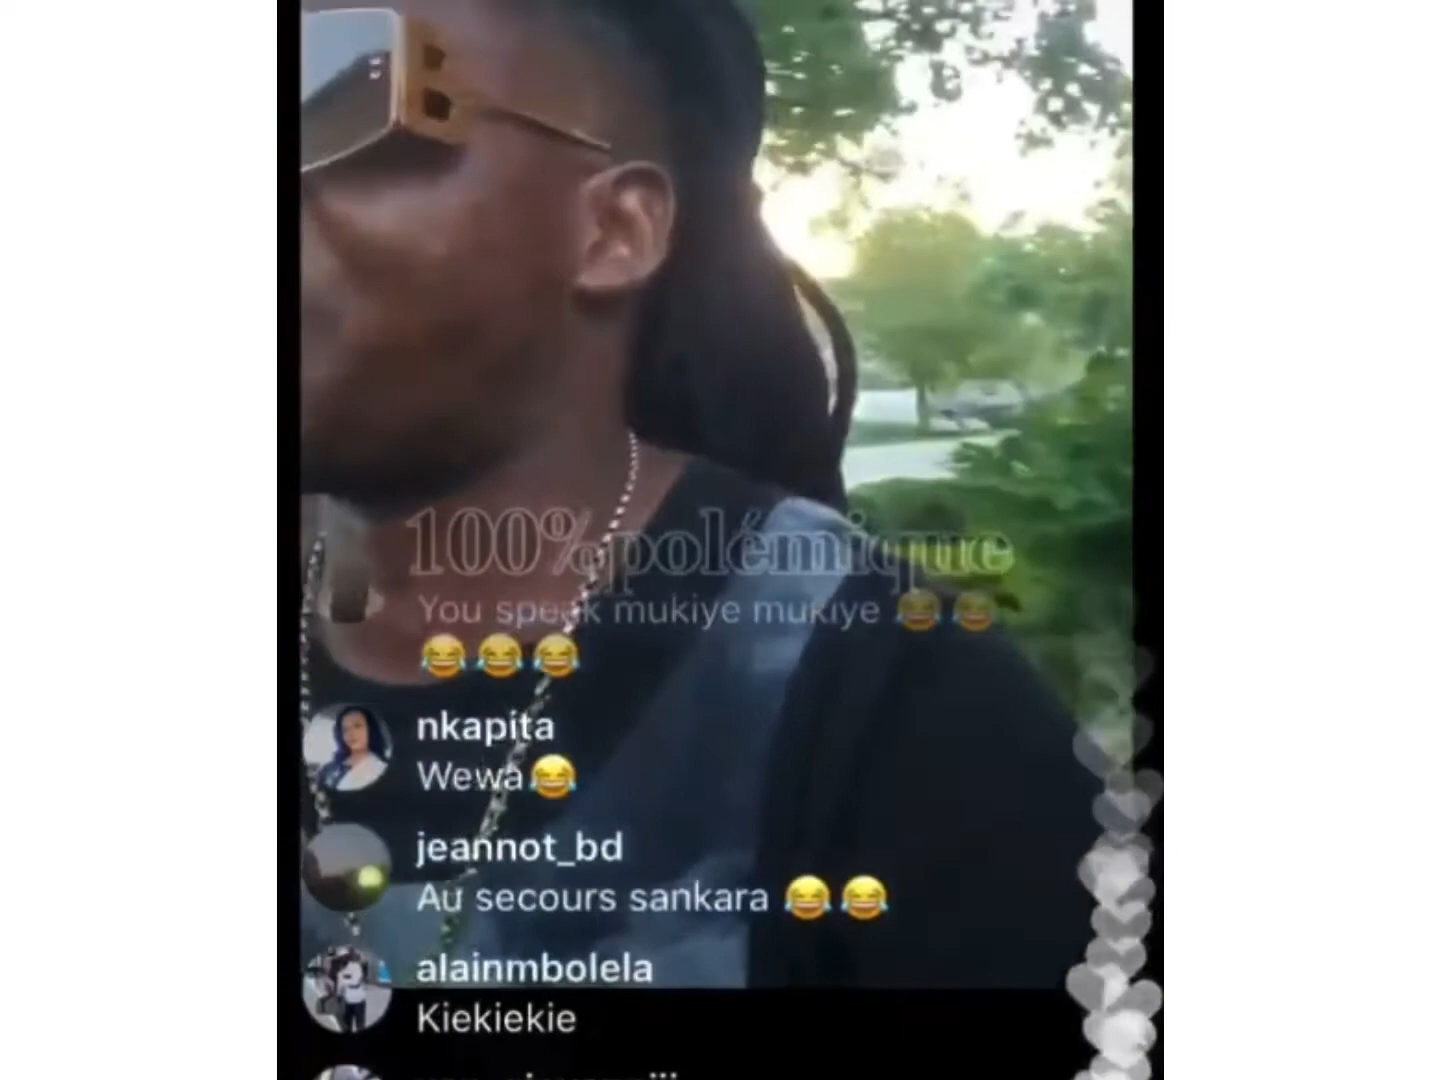 100%polémique
You speak mukiye mukiye 😂 😂
😂 😂 😂
nkapita
Wewa😂
jeannot_bd
Au secours sankara 😂 😂
alainmbolela
Kiekiekie